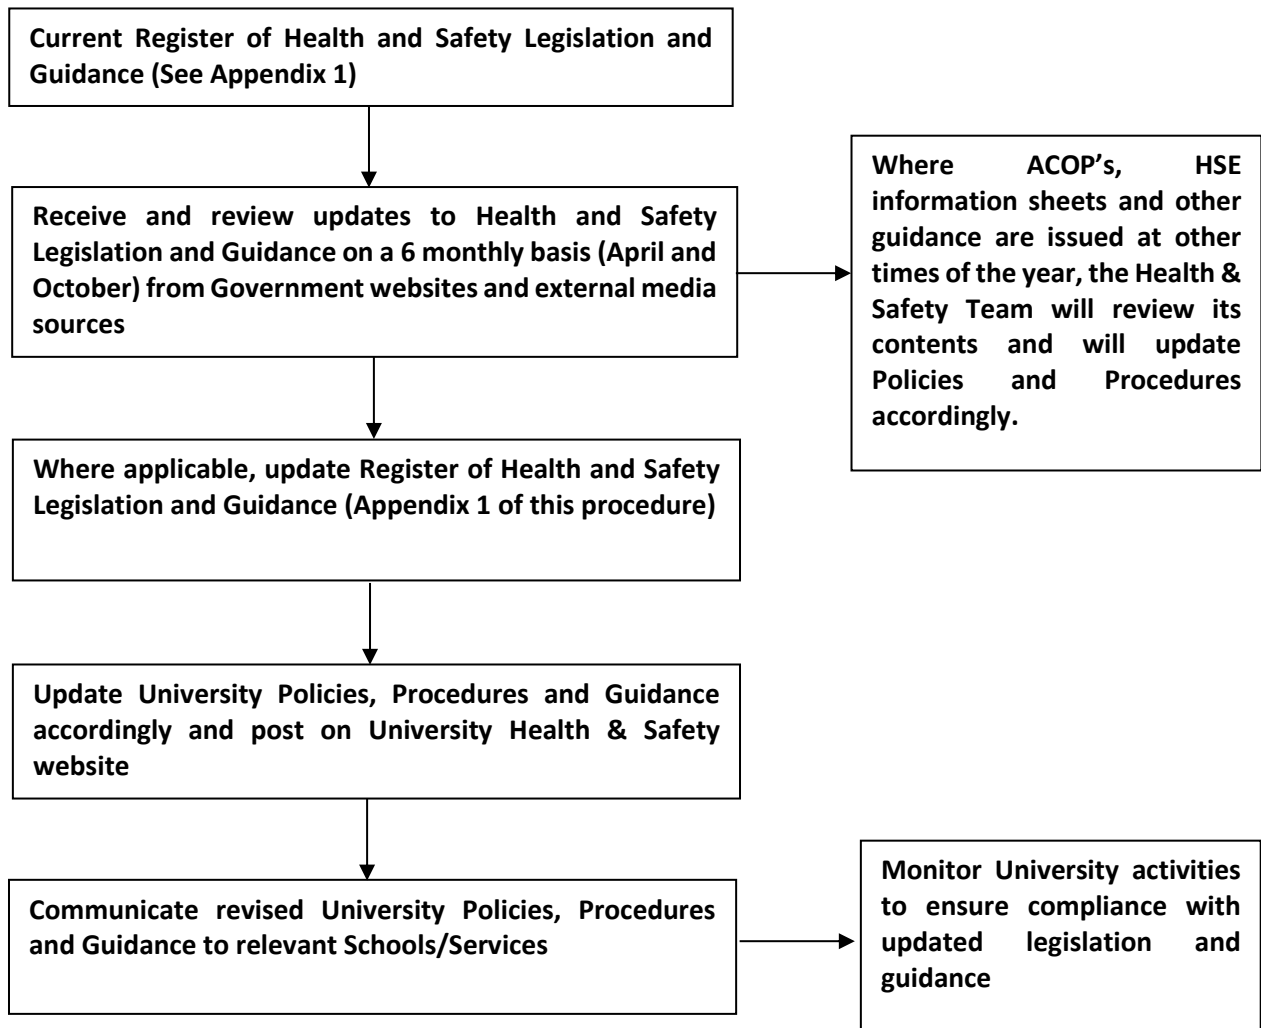 Current Register of Health and Safety Legislation and
Guidance (See Appendix 1)
Receive and review updates to Health and Safety
Legislation and Guidance on a 6 monthly basis (April and
October) from Government websites and external media
sources
Where ACOP’s, HSE
information sheets and other
guidance are issued at other
times of the year, the Health &
Safety Team will review its
contents and will update
Policies and Procedures
accordingly.
Where applicable, update Register of Health and Safety
Legislation and Guidance (Appendix 1 of this procedure)
Update University Policies, Procedures and Guidance
accordingly and post on University Health & Safety
website
Communicate revised University Policies, Procedures
and Guidance to relevant Schools/Services
Monitor University activities
to ensure compliance with
updated legislation and
guidance